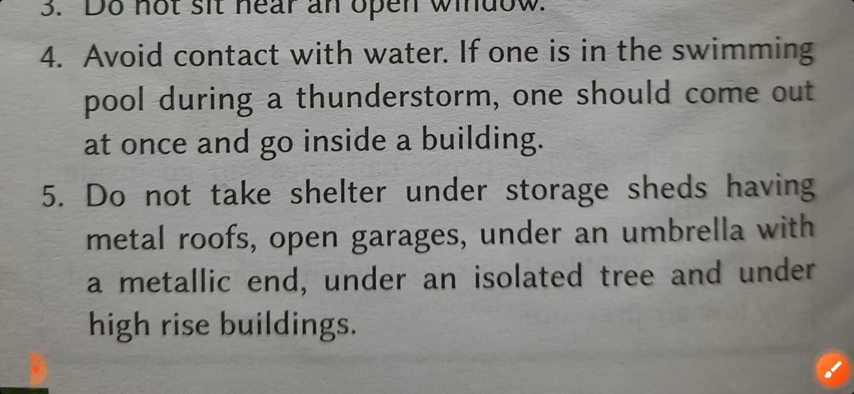 3. Do not sit near an open window.
4. Avoid contact with water. If one is in the swimming
pool during a thunderstorm, one should come out
at once and go inside a building.
5. Do not take shelter under storage sheds having
metal roofs, open garages, under an umbrella with
a metallic end, under an isolated tree and under
high rise buildings.